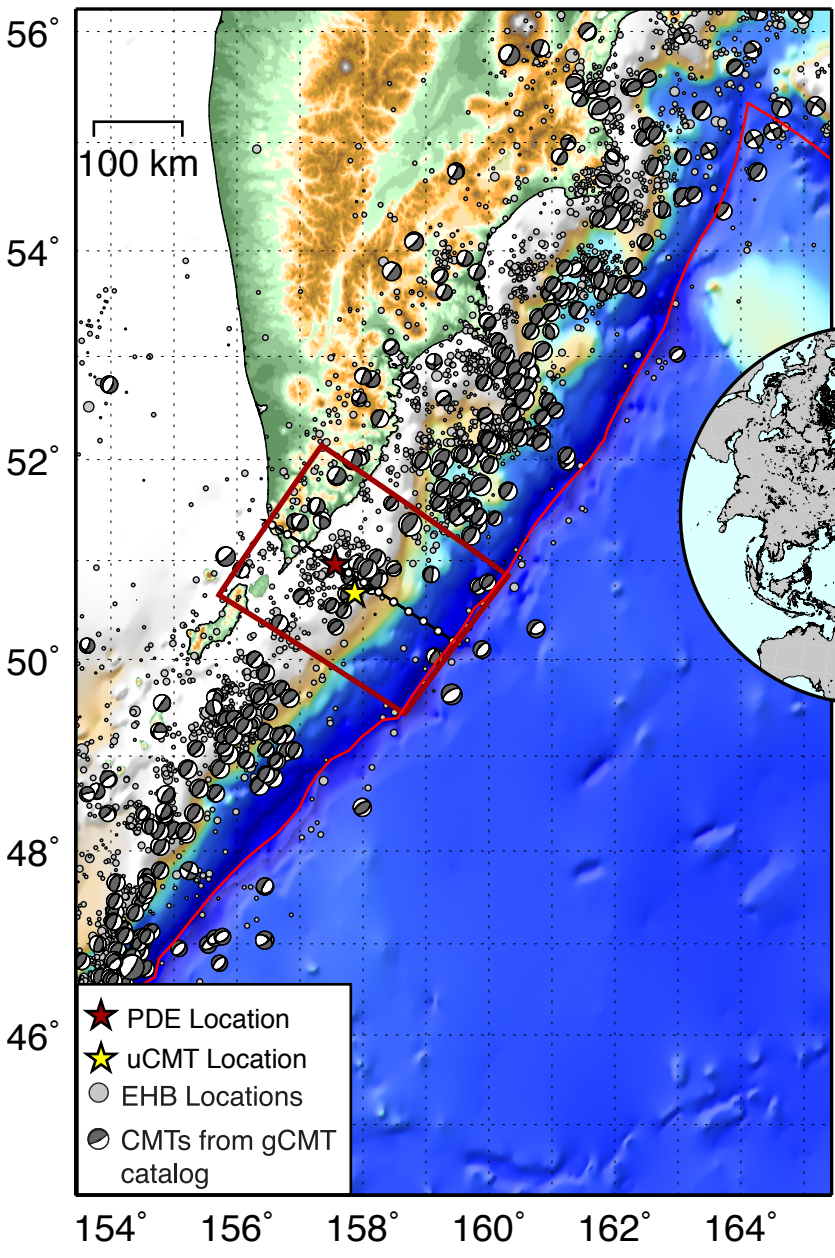 56˚
100 km
54˚
52˚
50˚
48˚
46˚
PDE Location
uCMT Location
EHB Locations
CMTs from gCMT
catalog
154˚ 156˚ 158˚ 160˚ 162˚ 164˚